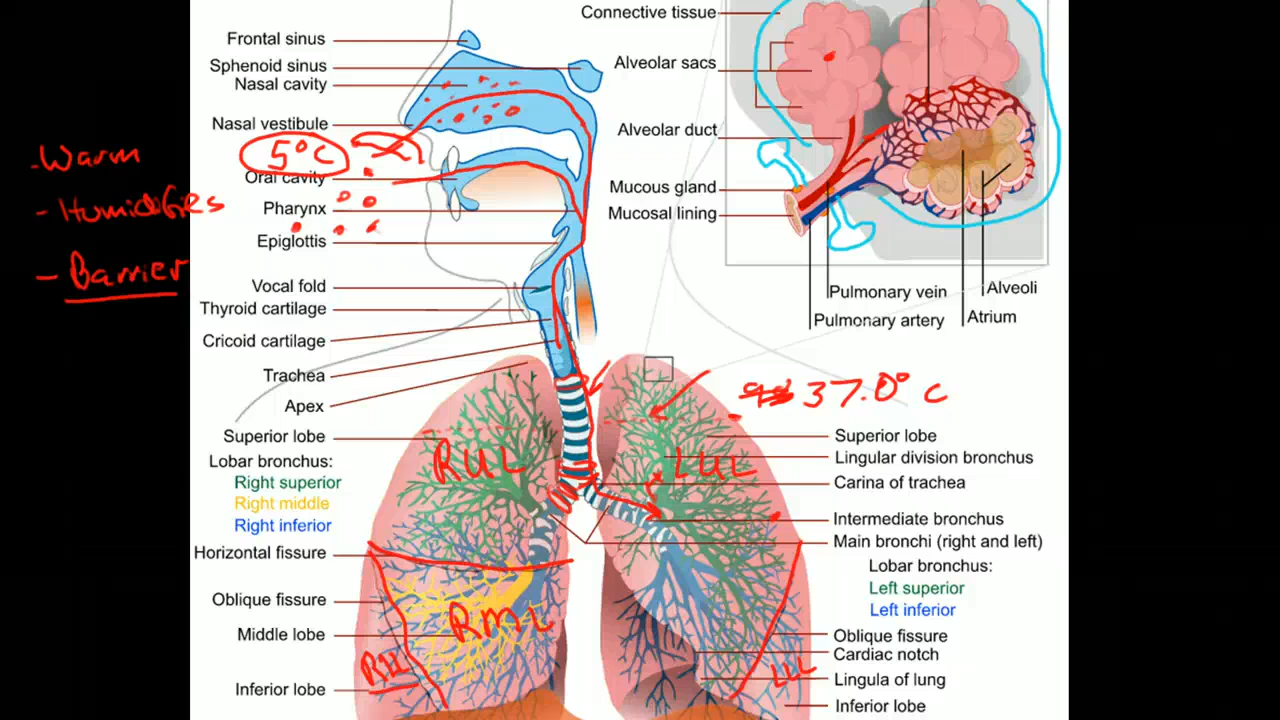 - Warm
- Humidifies
- Barrier
Frontal sinus
Sphenoid sinus
Nasal cavity
Nasal vestibule
5°C
Oral cavity
Pharynx
Epiglottis
Vocal fold
Thyroid cartilage
Cricoid cartilage
Trachea
Apex
Superior lobe
Lobar bronchus:
Right superior
Right middle
Right inferior
Horizontal fissure
Oblique fissure
Middle lobe
Inferior lobe
RUL
RML
RLL
LUL
LLL
Connective tissue
Alveolar sacs
Alveolar duct
Mucous gland
Mucosal lining
Pulmonary vein
Pulmonary artery
Alveoli
Atrium
37.0° C
Superior lobe
Lingular division bronchus
Carina of trachea
Intermediate bronchus
Main bronchi (right and left)
Lobar bronchus:
Left superior
Left inferior
Oblique fissure
Cardiac notch
Lingula of lung
Inferior lobe